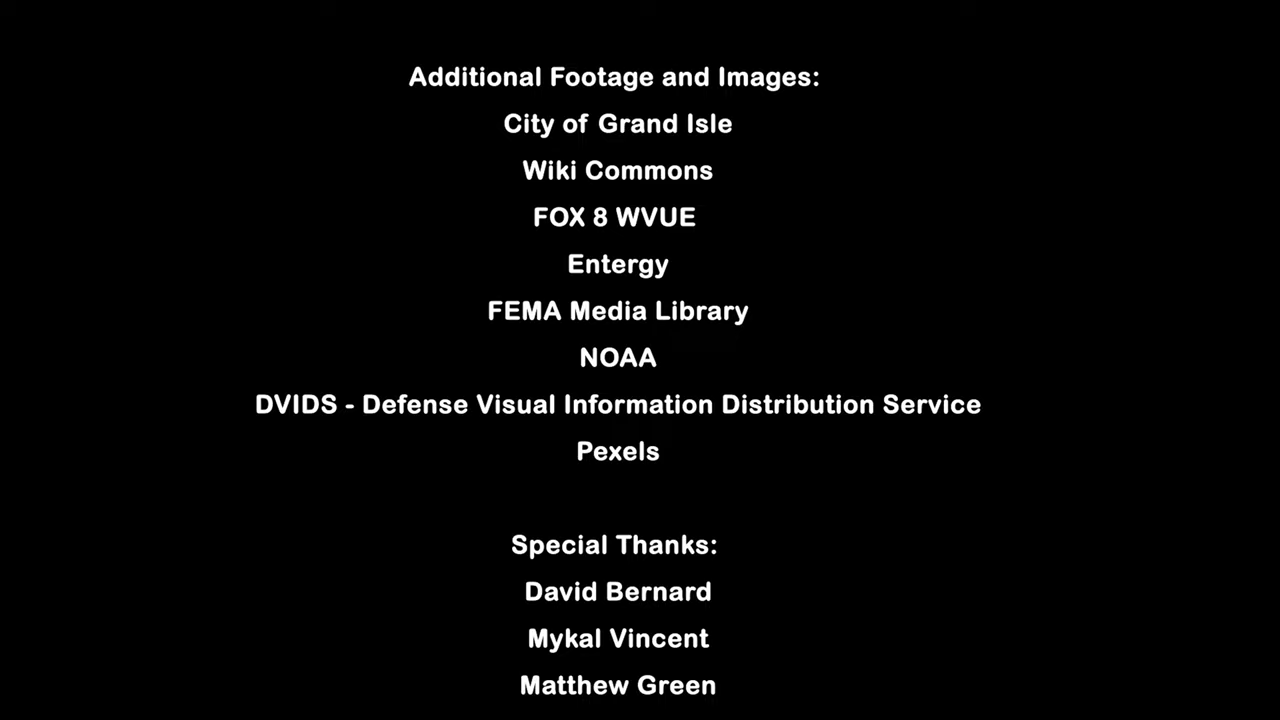 Additional Footage and Images:
City of Grand Isle
Wiki Commons
FOX 8 WVUE
Entergy
FEMA Media Library
NOAA
DVIDS - Defense Visual Information Distribution Service
Pexels
Special Thanks:
David Bernard
Mykal Vincent
Matthew Green